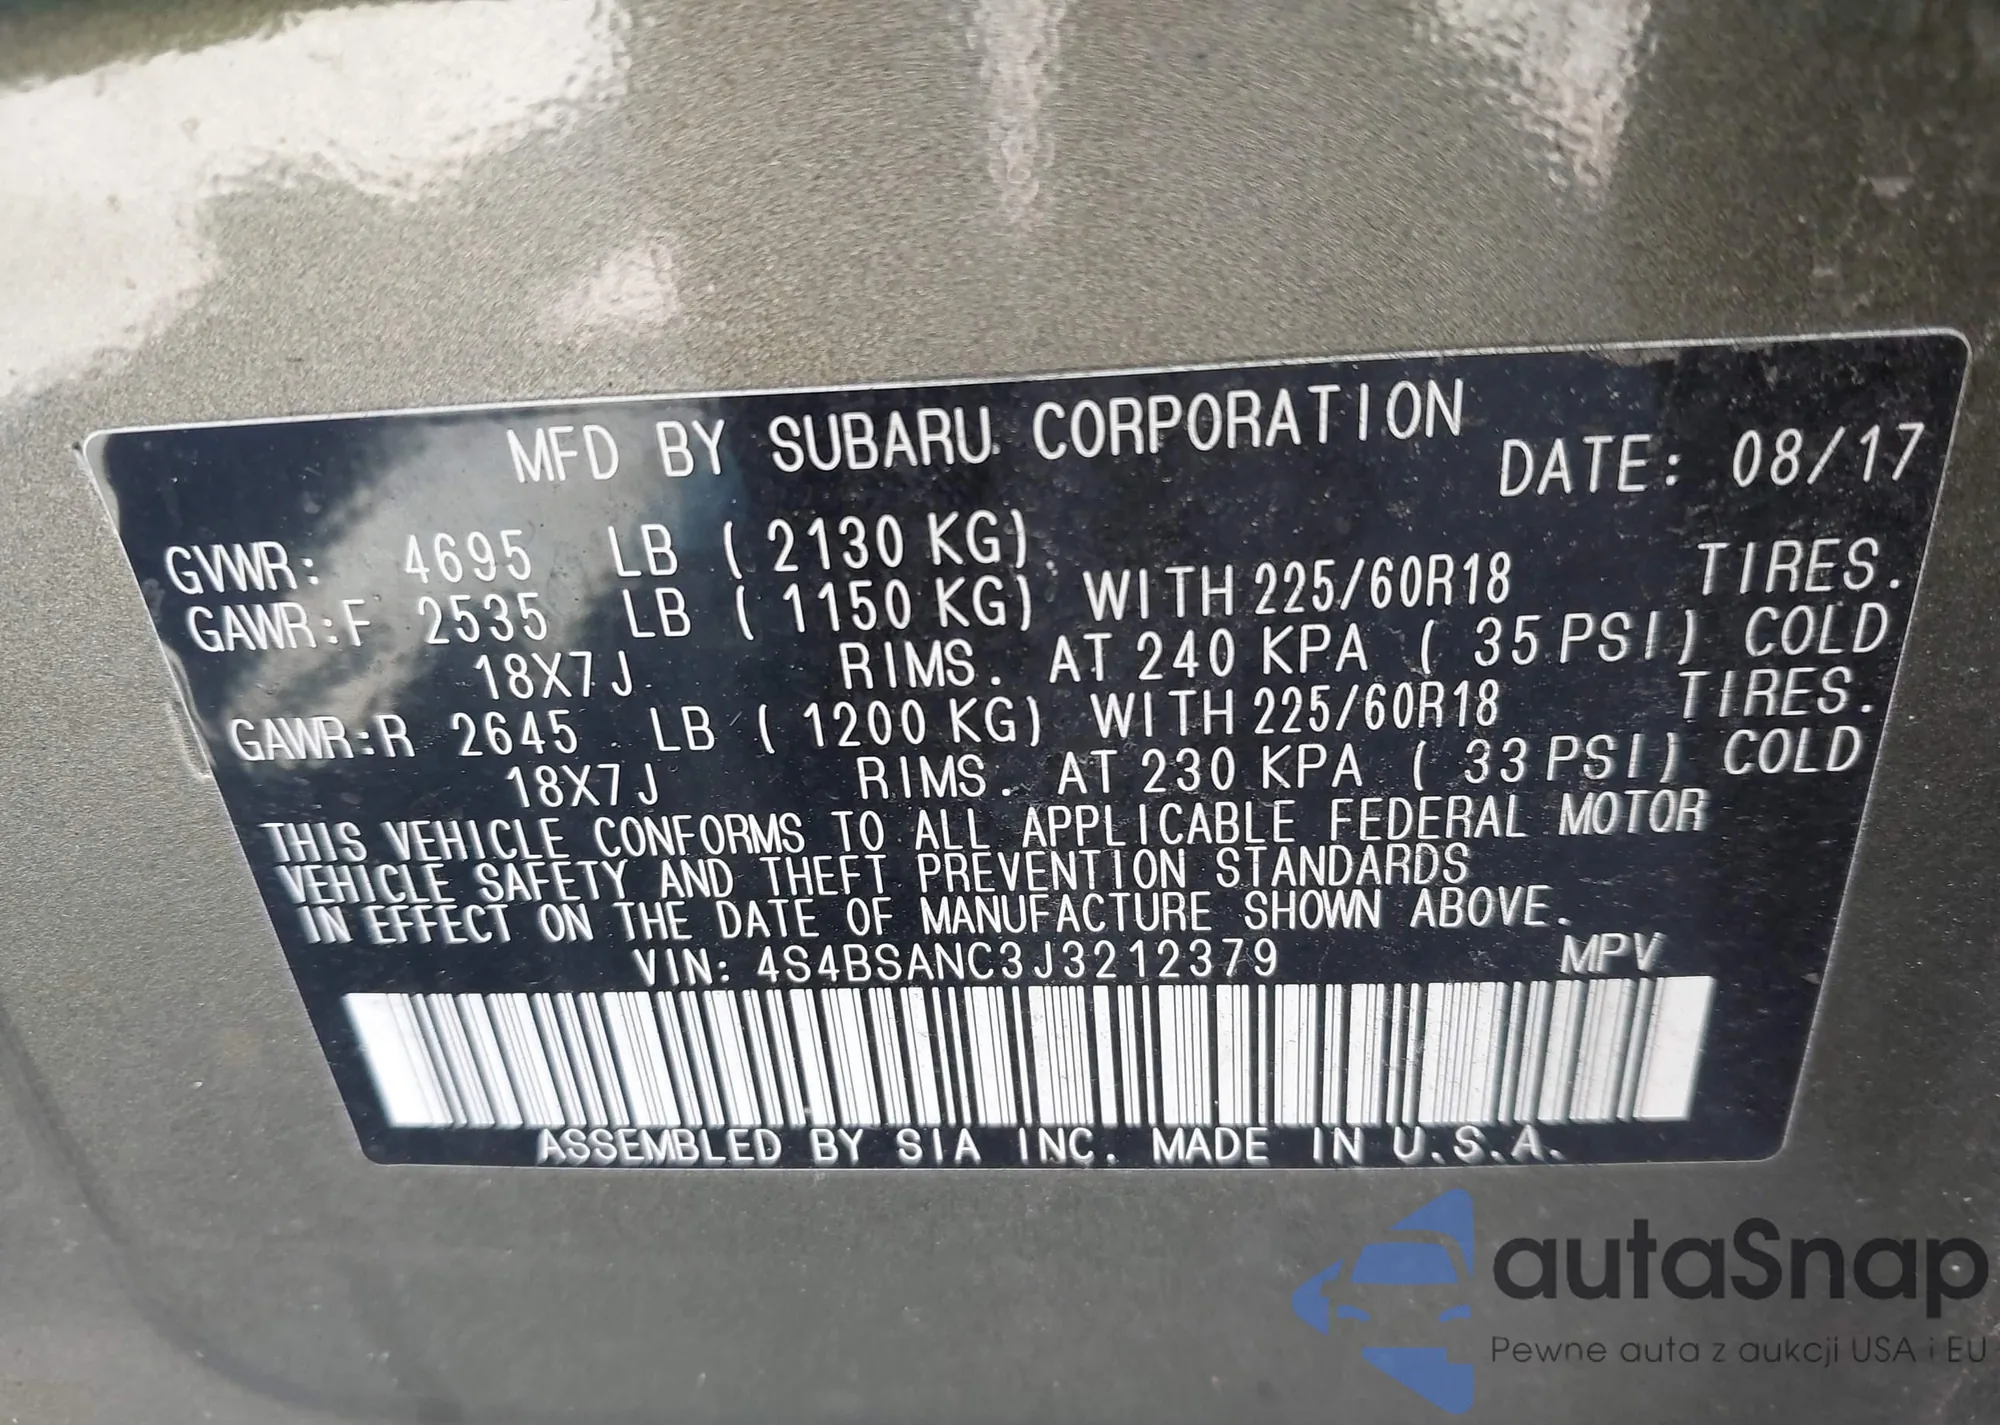 MFD BY SUBARU CORPORATION
DATE: 08/17
GVWR: 4695 LB ( 2130 KG)
GAWR:F 2535 LB ( 1150 KG) WITH 225/60R18 TIRES.
18X7J RIMS. AT 240 KPA ( 35 PSI) COLD
GAWR:R 2645 LB ( 1200 KG) WITH 225/60R18 TIRES.
18X7J RIMS. AT 230 KPA ( 33 PSI) COLD
THIS VEHICLE CONFORMS TO ALL APPLICABLE FEDERAL MOTOR
VEHICLE SAFETY AND THEFT PREVENTION STANDARDS
IN EFFECT ON THE DATE OF MANUFACTURE SHOWN ABOVE.
VIN: 4S4BSANC3J3212379 MPV
ASSEMBLED BY SIA INC. MADE IN U.S.A.
autaSnap
Pewne auta z aukcji USA i EU